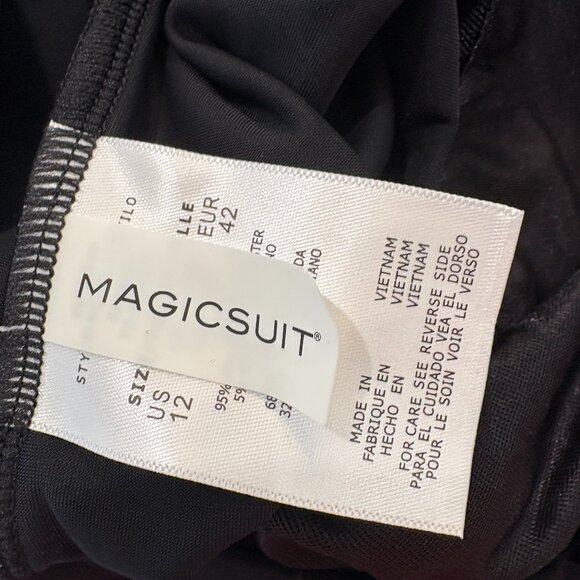 MAGICSUIT®
US EUR
12 42
95%
5%
MADE IN VIETNAM
FABRIQUE EN VIETNAM
HECHO EN VIETNAM
FOR CARE SEE REVERSE SIDE
PARA EL CUIDADO VEA EL DORSO
POUR LE SOIN VOIR LE VERSO